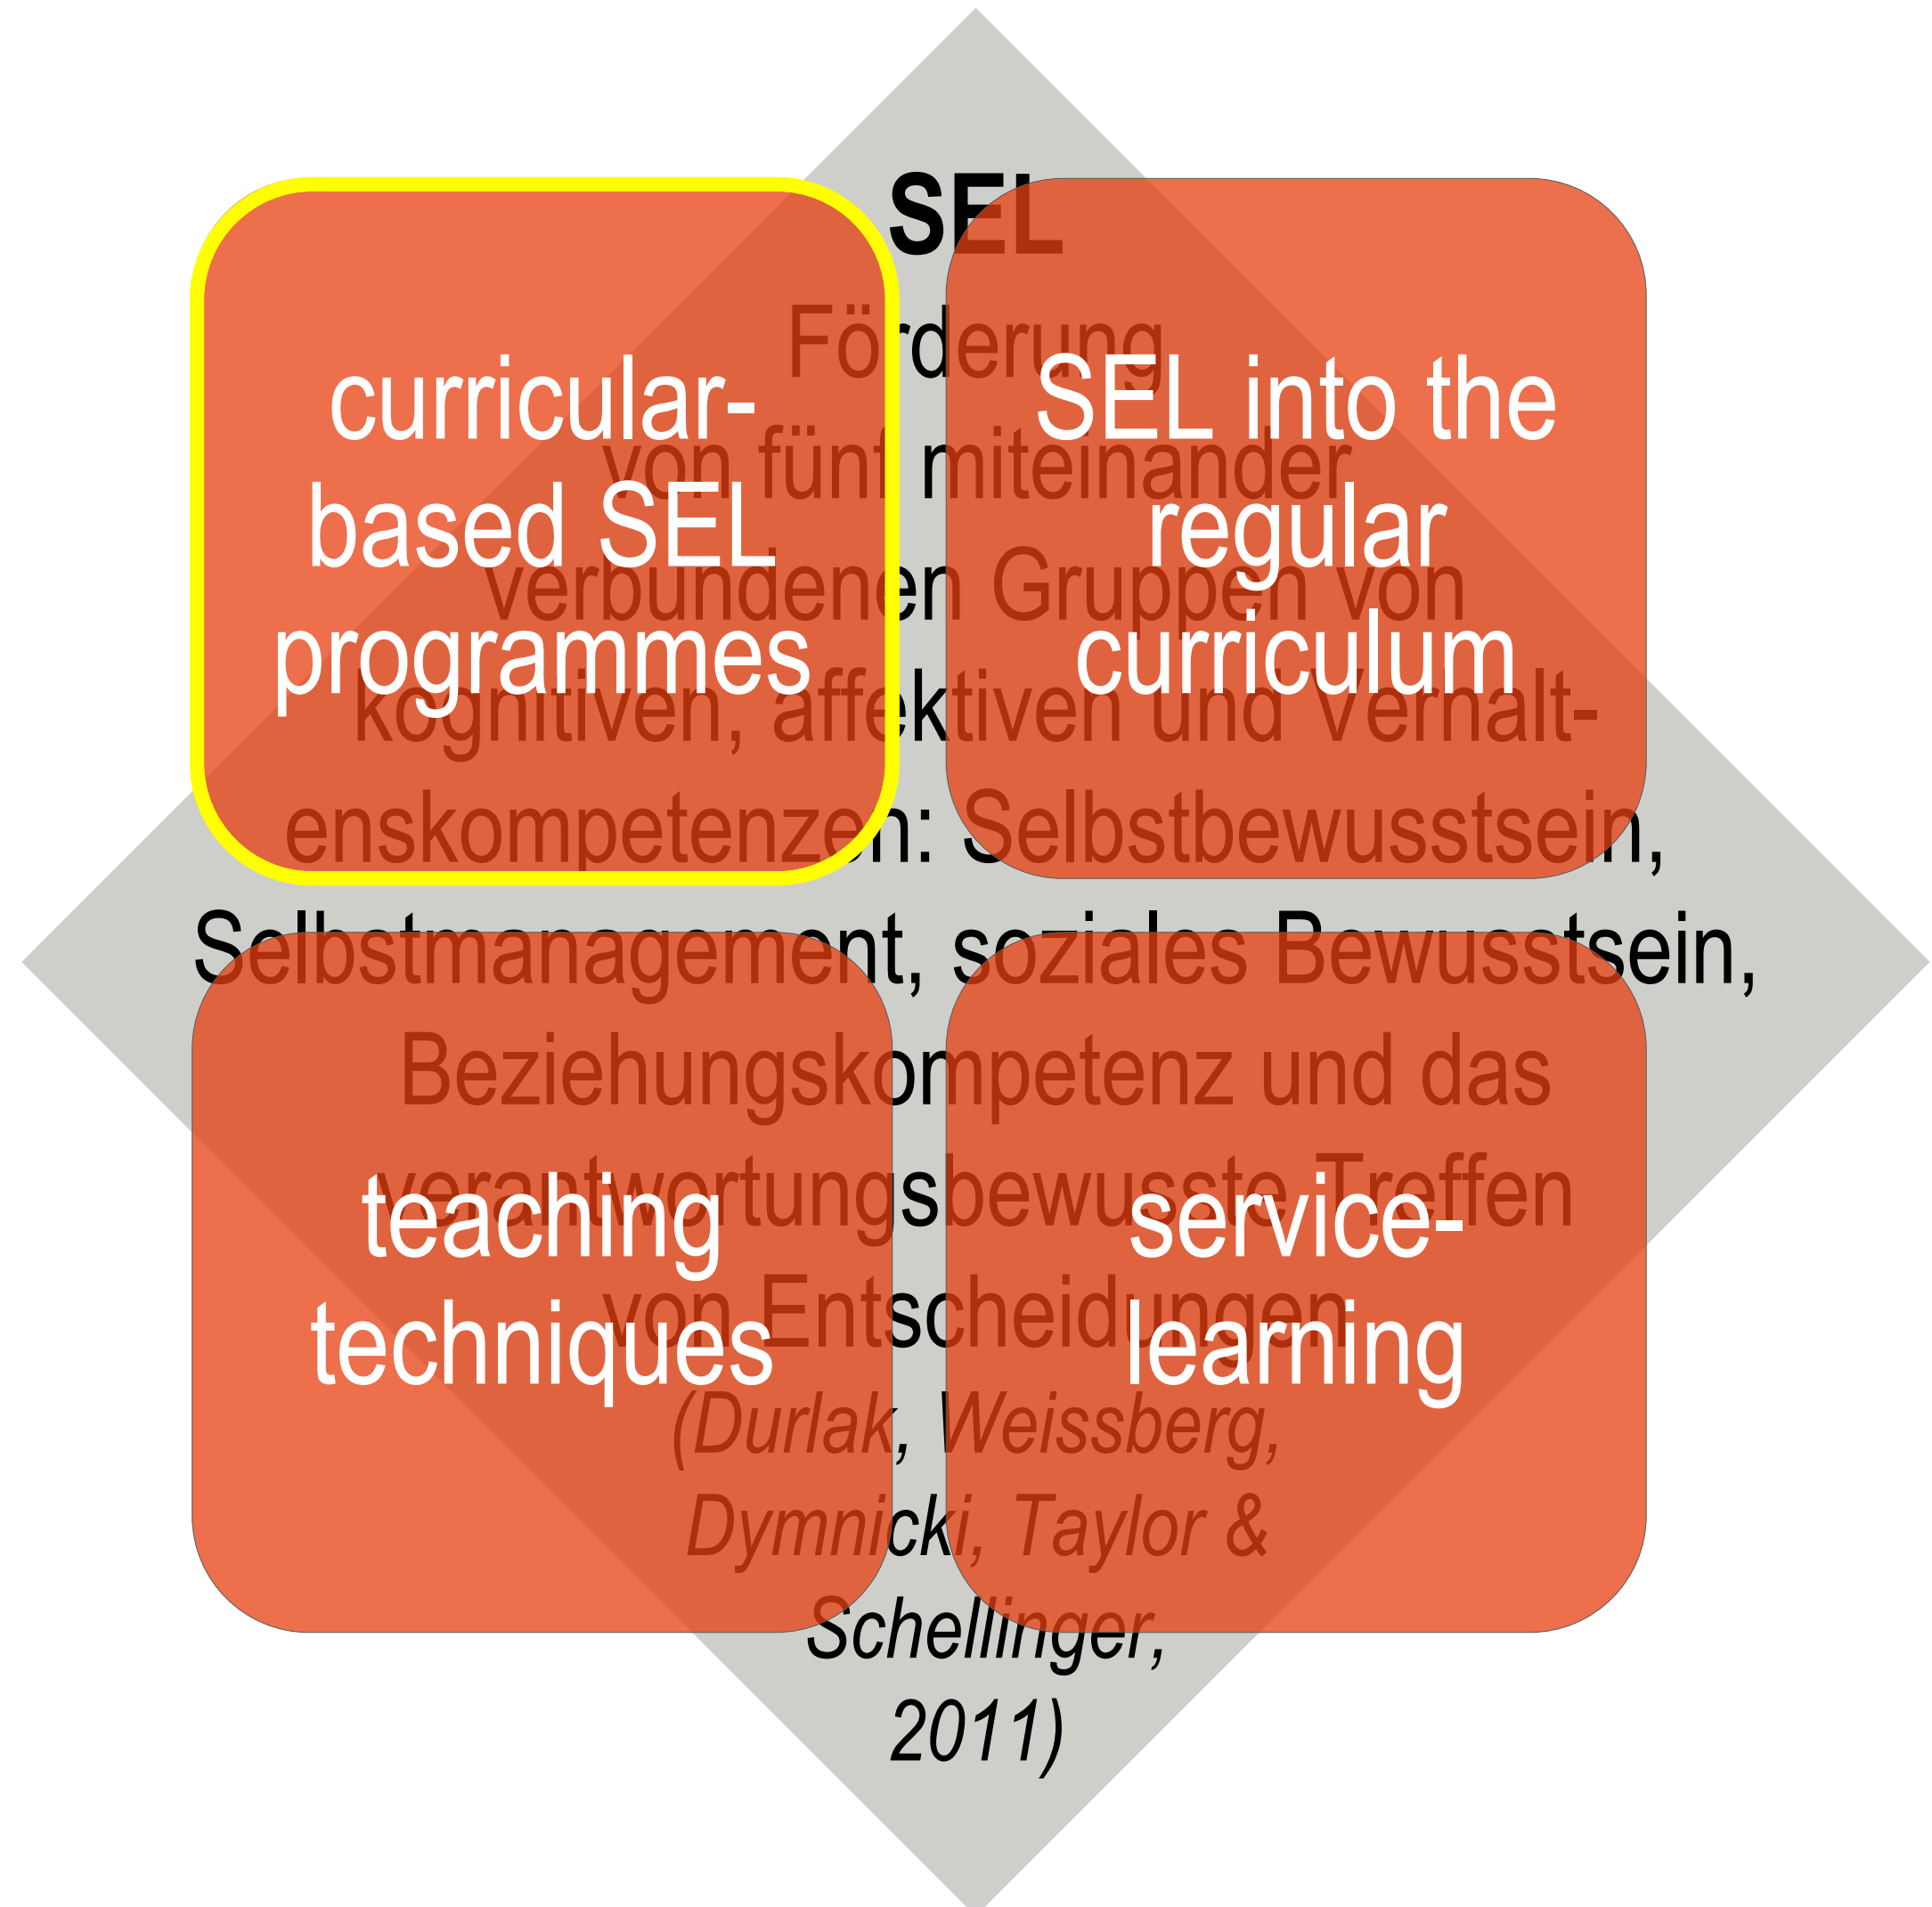 SEL
Förderung
von fünf miteinander
verbundenen Gruppen von
kognitiven, affektiven und Verhalt-
enskompetenzen: Selbstbewusstsein,
Selbstmanagement, soziales Bewusstsein,
Beziehungskompetenz und das
verantwortungsbewusste Treffen
von Entscheidungen
(Durlak, Weissberg,
Dymnicki, Taylor &
Schellinger,
2011)
curricular-
based SEL
programmes
SEL into the
regular
curriculum
teaching
techniques
service-
learning